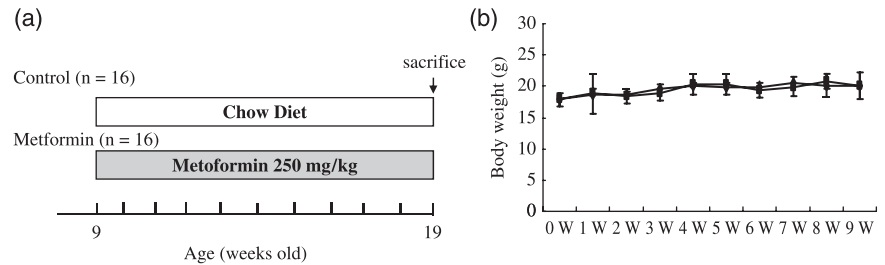 (a)
sacrifice
Control (n = 16)
Chow Diet
Metformin (n = 16)
Metoformin 250 mg/kg
9
19
Age (weeks old)
(b)
Body weight (g)
30
25
20
15
10
5
0
0 W 1 W 2 W 3 W 4 W 5 W 6 W 7 W 8 W 9 W